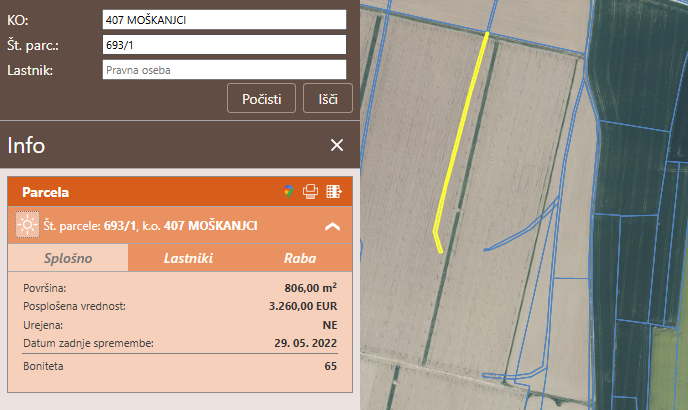 KO: 407 MOŠKANJCI
Št. parc.: 693/1
Lastnik: Pravna oseba
Počisti Išči
Info
Parcela
Št. parcele: 693/1, k.o. 407 MOŠKANJCI
Splošno Lastniki Raba
Površina: 806,00 m²
Posplošena vrednost: 3.260,00 EUR
Urejena: NE
Datum zadnje spremembe: 29. 05. 2022
Boniteta 65